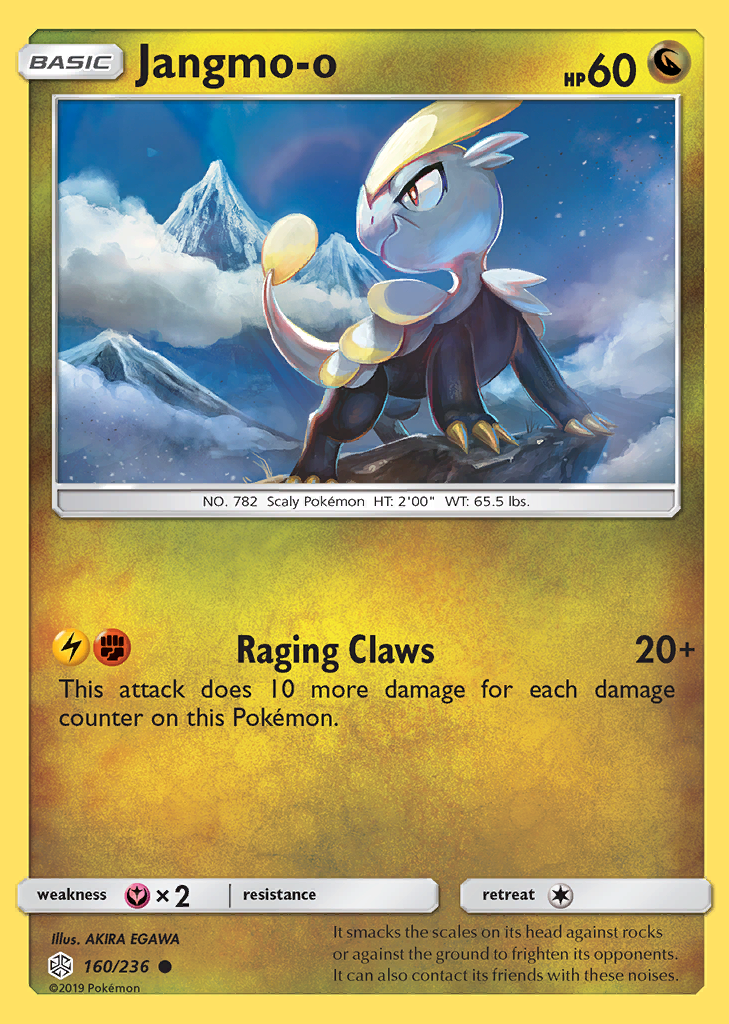 BASIC Jangmo-o HP60
NO. 782 Scaly Pokémon HT: 2'00" WT: 65.5 lbs.
Raging Claws 20+
This attack does 10 more damage for each damage
counter on this Pokémon.
weakness × 2 resistance retreat
Illus. AKIRA EGAWA
160/236
©2019 Pokémon
It smacks the scales on its head against rocks
or against the ground to frighten its opponents.
It can also contact its friends with these noises.